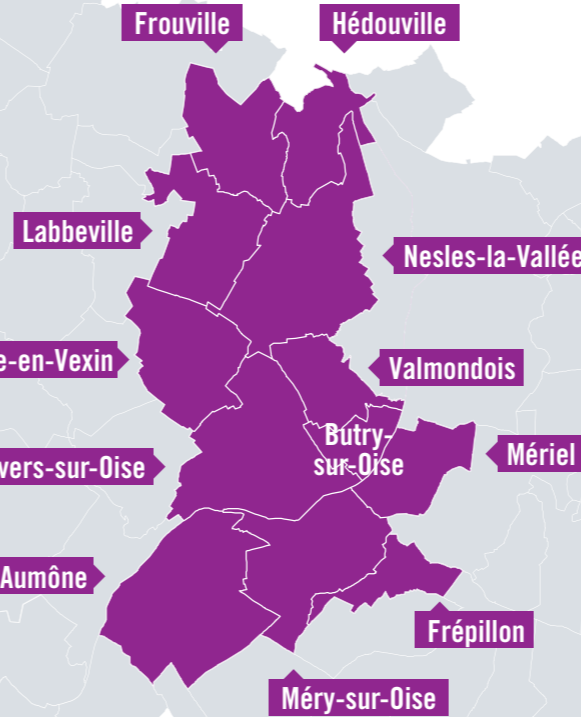 Frouville
Hédouville
Labbeville
Nesles-la-Vallée
e-en-Vexin
Valmondois
Butry-
sur-Oise
Mériel
vers-sur-Oise
Aumône
Frépillon
Méry-sur-Oise